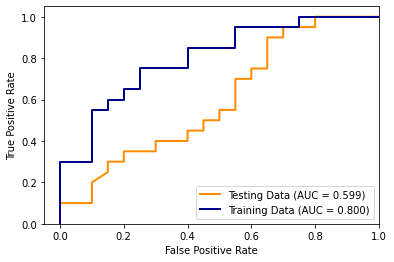 1.0
0.8
0.6
0.4
0.2
0.0
True Positive Rate
0.0 0.2 0.4 0.6 0.8 1.0
False Positive Rate
Testing Data (AUC = 0.599)
Training Data (AUC = 0.800)